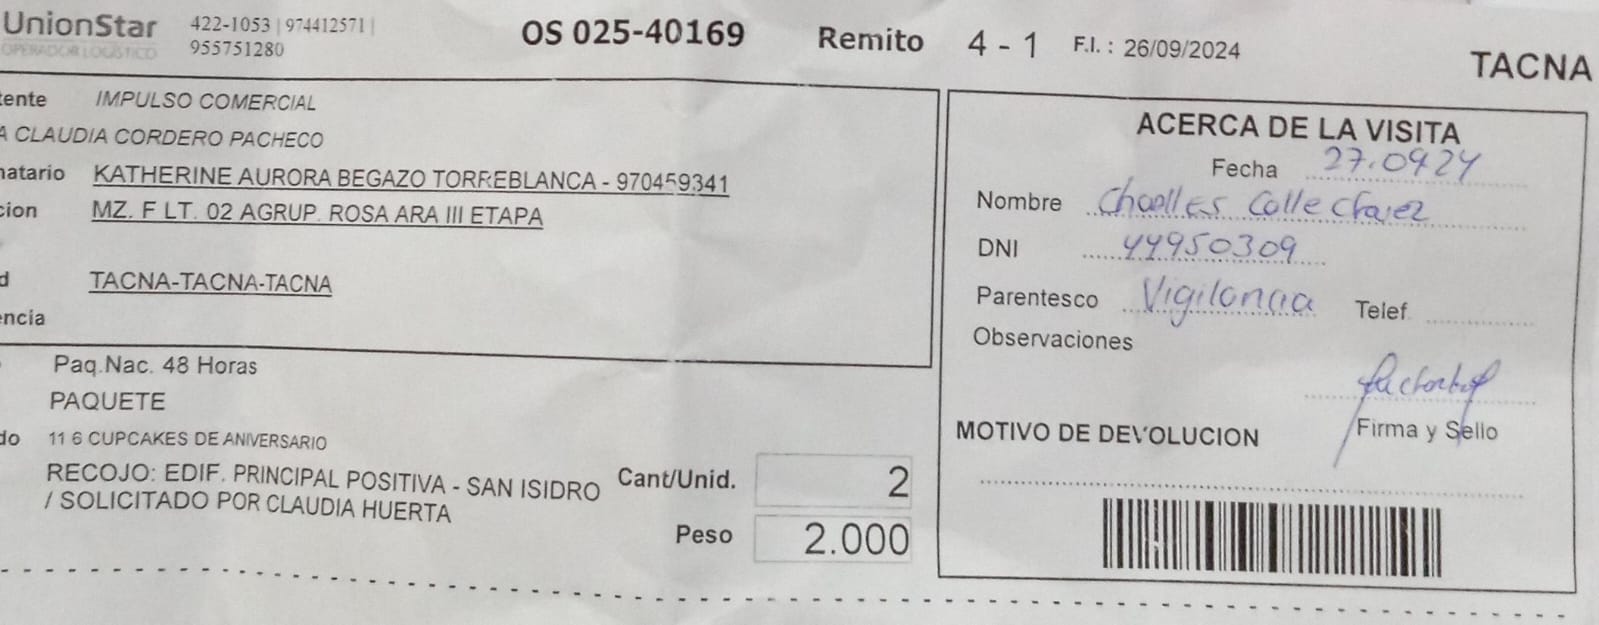 UnionStar 422-1053 | 974412571 |
OPERADOR LOGISTICO 955751280
OS 025-40169 Remito 4 - 1 F.I. : 26/09/2024 TACNA
tente IMPULSO COMERCIAL
A CLAUDIA CORDERO PACHECO
natario KATHERINE AURORA BEGAZO TORREBLANCA - 970459341
cion MZ. F LT. 02 AGRUP. ROSA ARA III ETAPA
d TACNA-TACNA-TACNA
encia
Paq.Nac. 48 Horas
PAQUETE
do 11 6 CUPCAKES DE ANIVERSARIO
RECOJO: EDIF. PRINCIPAL POSITIVA - SAN ISIDRO
/ SOLICITADO POR CLAUDIA HUERTA
Cant/Unid. 2
Peso 2.000
ACERCA DE LA VISITA
Fecha 27.0924
Nombre Charlles Calle Chavez
DNI 44950309
Parentesco Vigilancia Telef.
Observaciones
Firma y Sello
MOTIVO DE DEVOLUCION